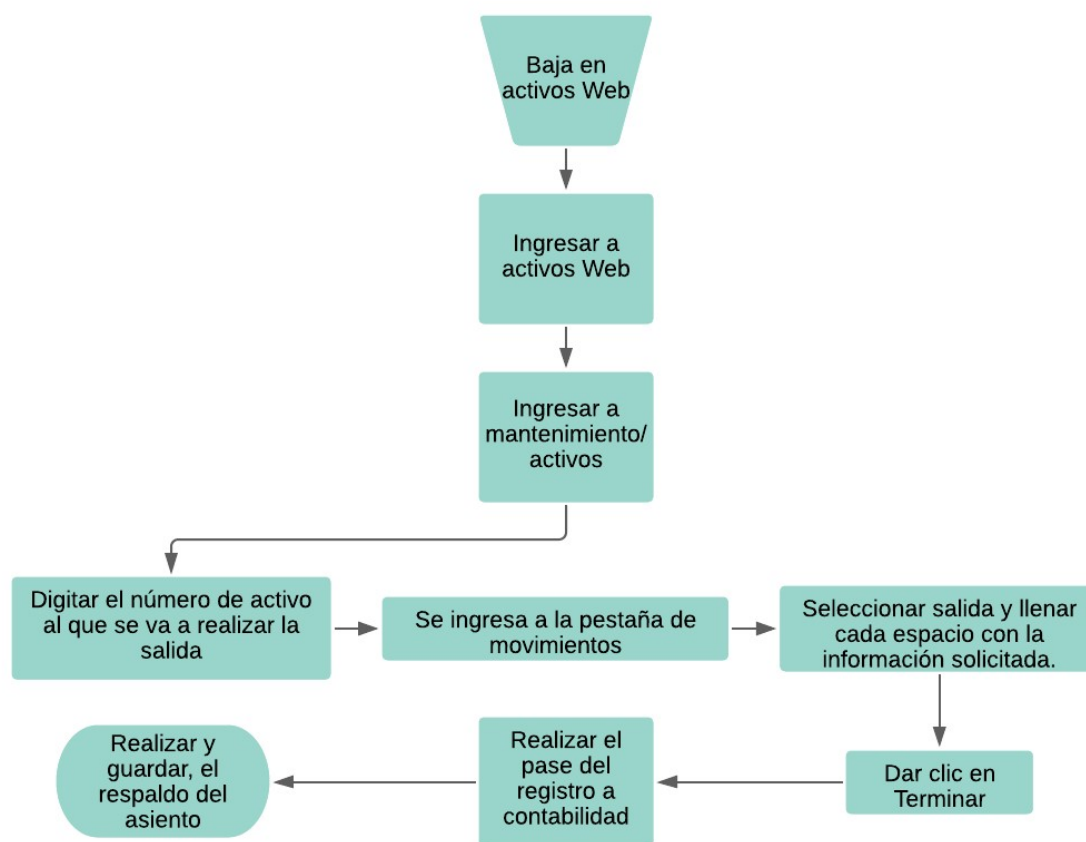 Baja en
activos Web
Ingresar a
activos Web
Ingresar a
mantenimiento/
activos
Digitar el número de activo
al que se va a realizar la
salida
Se ingresa a la pestaña de
movimientos
Seleccionar salida y llenar
cada espacio con la
información solicitada.
Dar clic en
Terminar
Realizar el
pase del
registro a
contabilidad
Realizar y
guardar, el
respaldo del
asiento